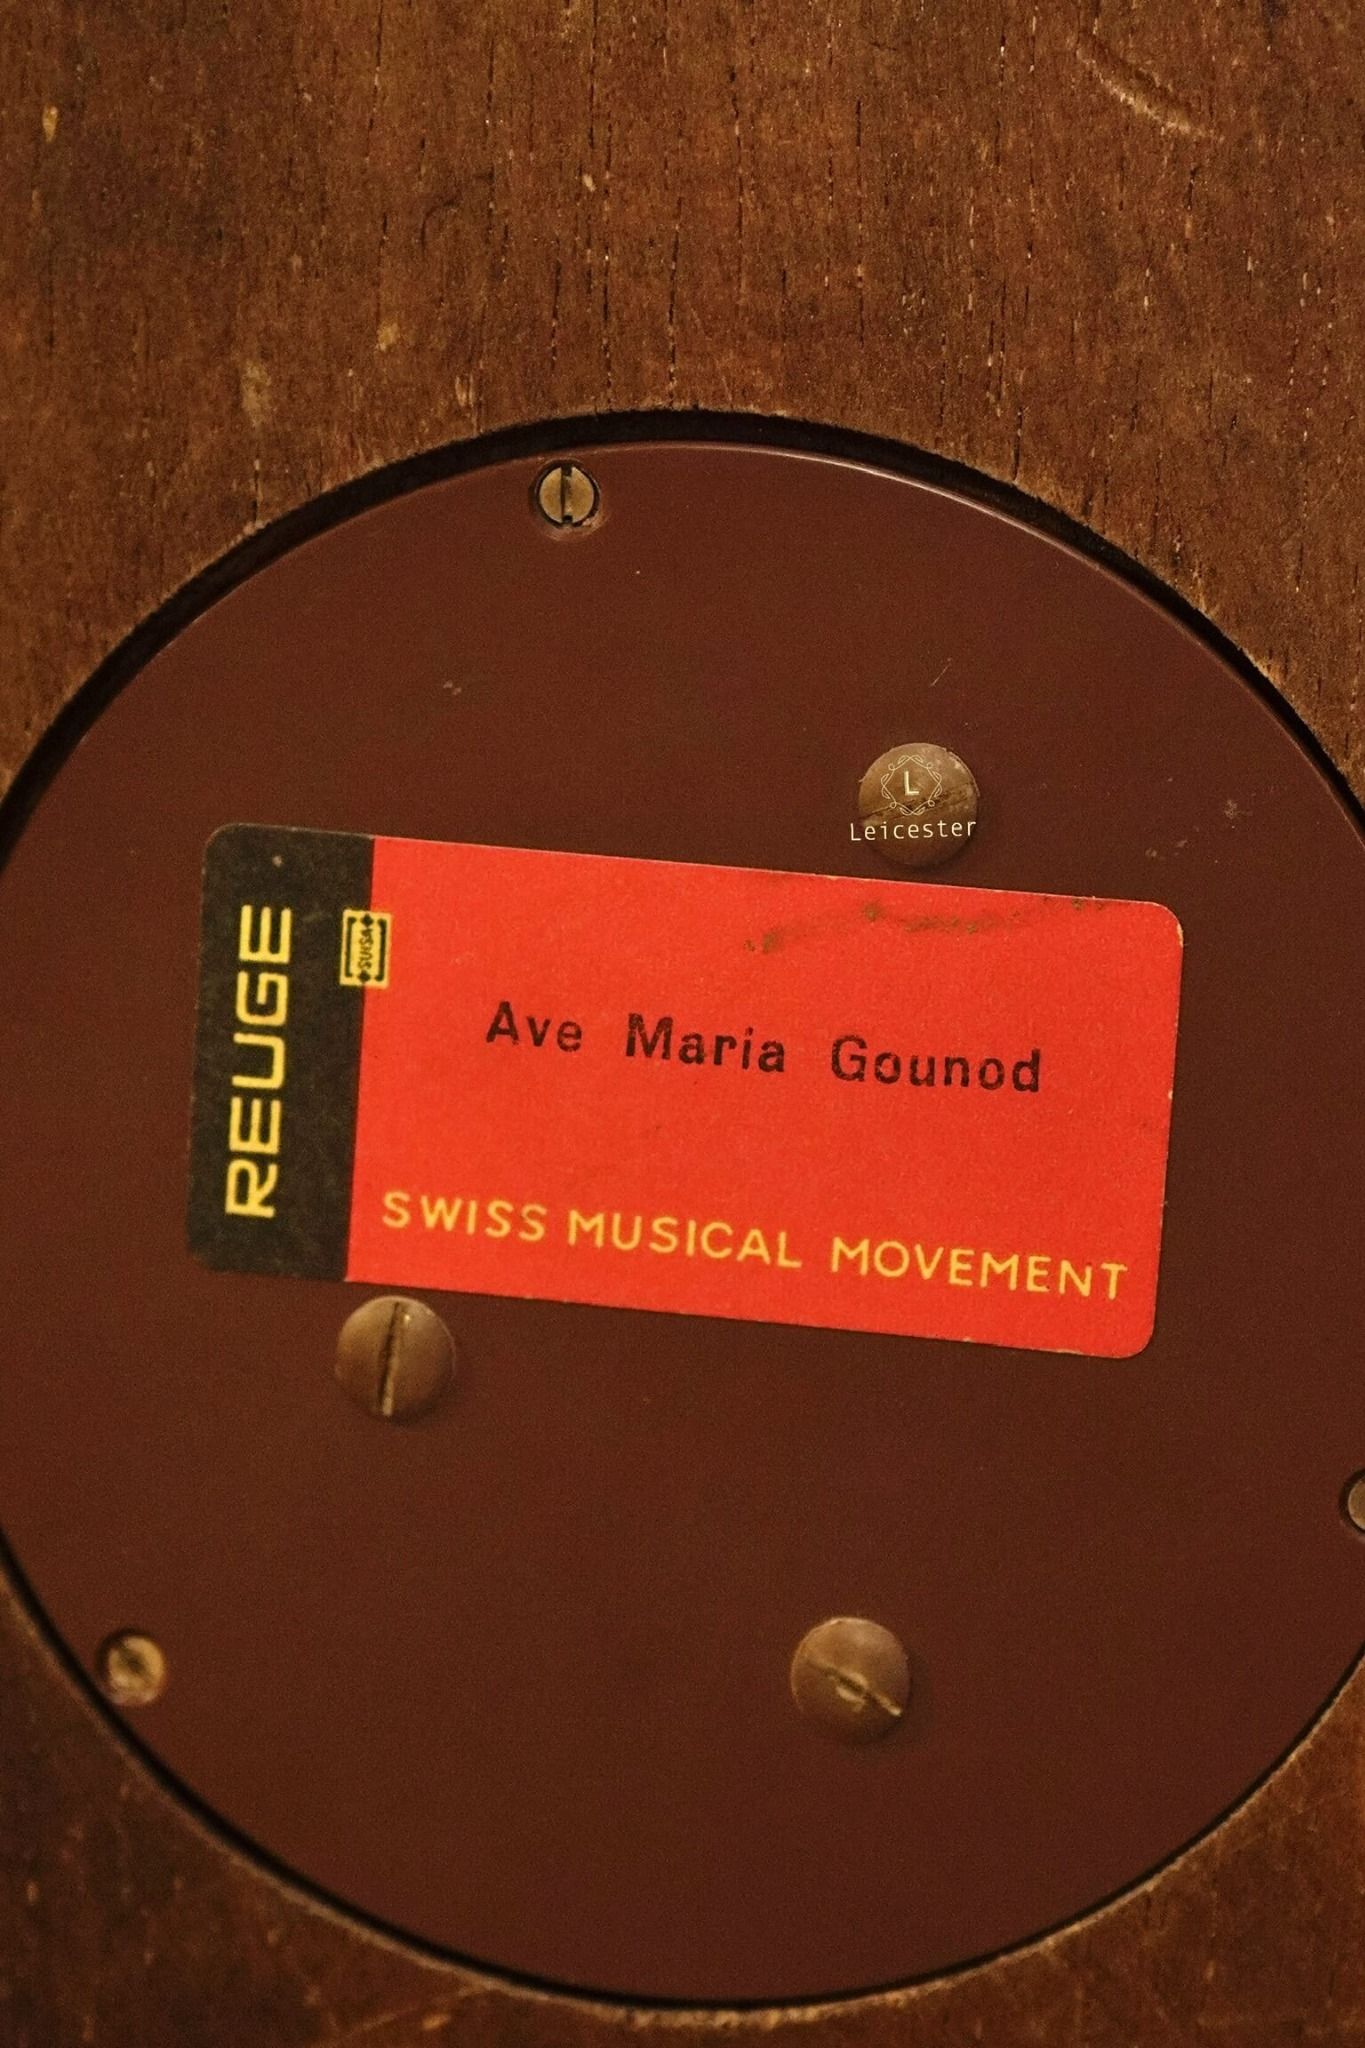 L
Leicester
REUGE
SUISA
Ave Maria Gounod
SWISS MUSICAL MOVEMENT